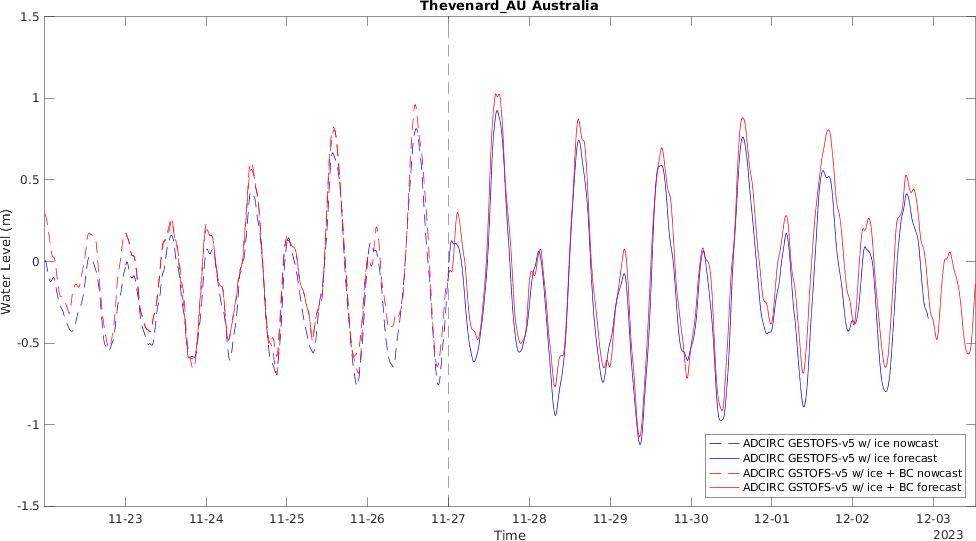 Thevenard_AU Australia
1.5
1
0.5
0
-0.5
-1
-1.5
Water Level (m)
11-23 11-24 11-25 11-26 11-27 11-28 11-29 11-30 12-01 12-02 12-03
Time
2023
ADCIRC GESTOFS-v5 w/ ice nowcast
ADCIRC GESTOFS-v5 w/ ice forecast
ADCIRC GSTOFS-v5 w/ ice + BC nowcast
ADCIRC GSTOFS-v5 w/ ice + BC forecast